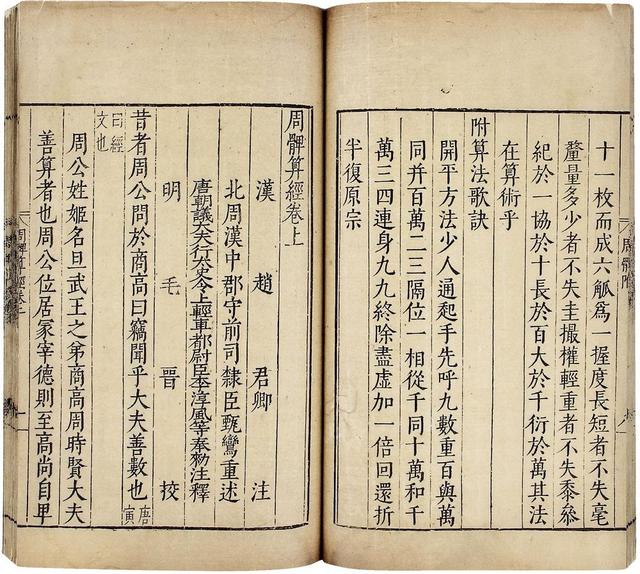 十一枚而成六觚爲一握度長短者不失毫
釐量多少者不失圭撮權輕重者不失黍絫
紀於一協於十長於百大於千衍於萬其法
在算術乎
附算法歌訣
開平方法少人通起手先呼九數重百與萬
同并百萬二三隔位一相從千同十萬和千
萬三四連身九九終除盡虛加一倍回還折
半復原宗
周髀算經卷上
漢 趙 君卿 注
北周漢中郡守前司隸臣甄鸞重述
唐朝議大夫行太史令上輕車都尉臣李淳風等奉勑注釋
明 毛 晉 挍
昔者周公問於商高曰竊聞乎大夫善數也
唐寅
曰經文也
周公姓姬名旦武王之弟商高周時賢大夫
善算者也周公位居冢宰德則至高尚自卑